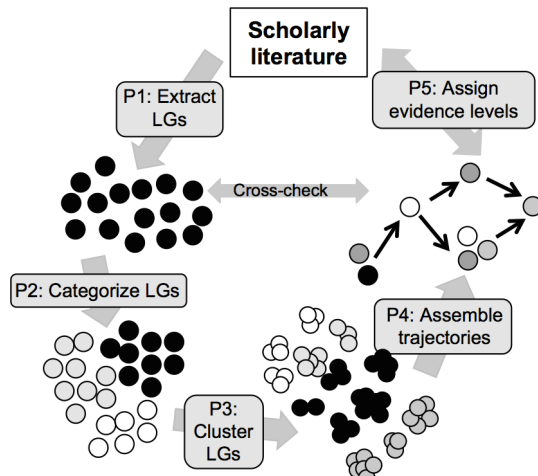 Scholarly
literature
P1: Extract
LGs
P5: Assign
evidence levels
Cross-check
P2: Categorize LGs
P4: Assemble
trajectories
P3:
Cluster
LGs